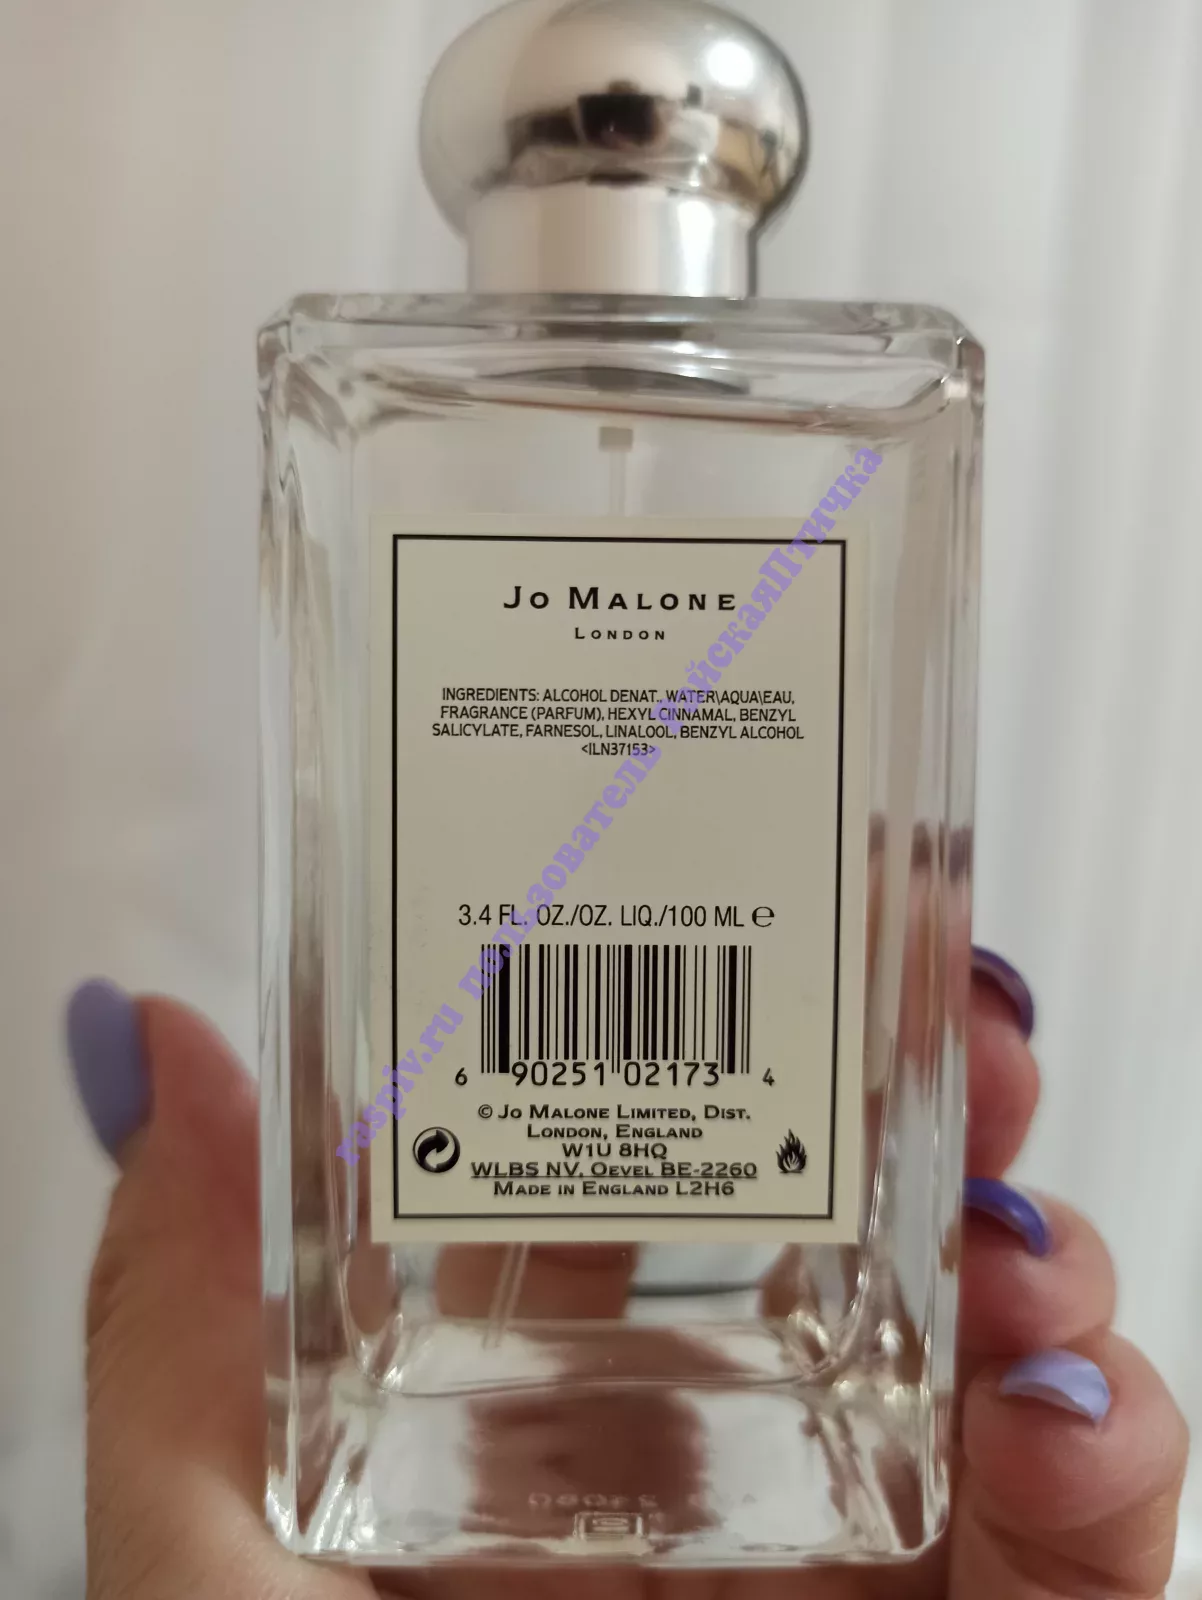 Jo Malone
London
INGREDIENTS: ALCOHOL DENAT., WATER\AQUA\EAU,
FRAGRANCE (PARFUM), HEXYL CINNAMAL, BENZYL
SALICYLATE, FARNESOL, LINALOOL, BENZYL ALCOHOL
<ILN37153>
3.4 FL. OZ./OZ. LIQ./100 ML ℮
6 90251 02173 4
© Jo Malone Limited, Dist.
London, England
W1U 8HQ
WLBS NV. Oevel BE-2260
Made in England L2H6
raspiv.ru пользователь РайскаяПтичка